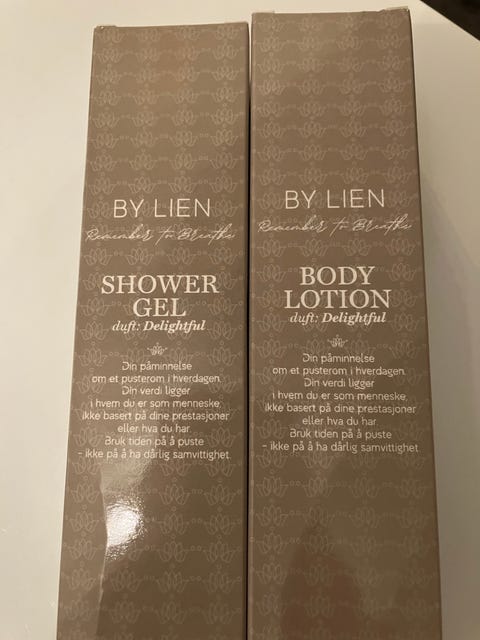 BY LIEN
Remember to Breathe
SHOWER
GEL
duft: Delightful
Din påminnelse
om et pusterom i hverdagen.
Din verdi ligger
i hvem du er som menneske,
ikke basert på dine prestasjoner
eller hva du har.
Bruk tiden på å puste
- ikke på å ha dårlig samvittighet.
BY LIEN
Remember to Breathe
BODY
LOTION
duft: Delightful
Din påminnelse
om et pusterom i hverdagen.
Din verdi ligger
i hvem du er som menneske,
ikke basert på dine prestasjoner
eller hva du har.
Bruk tiden på å puste
- ikke på å ha dårlig samvittighet.